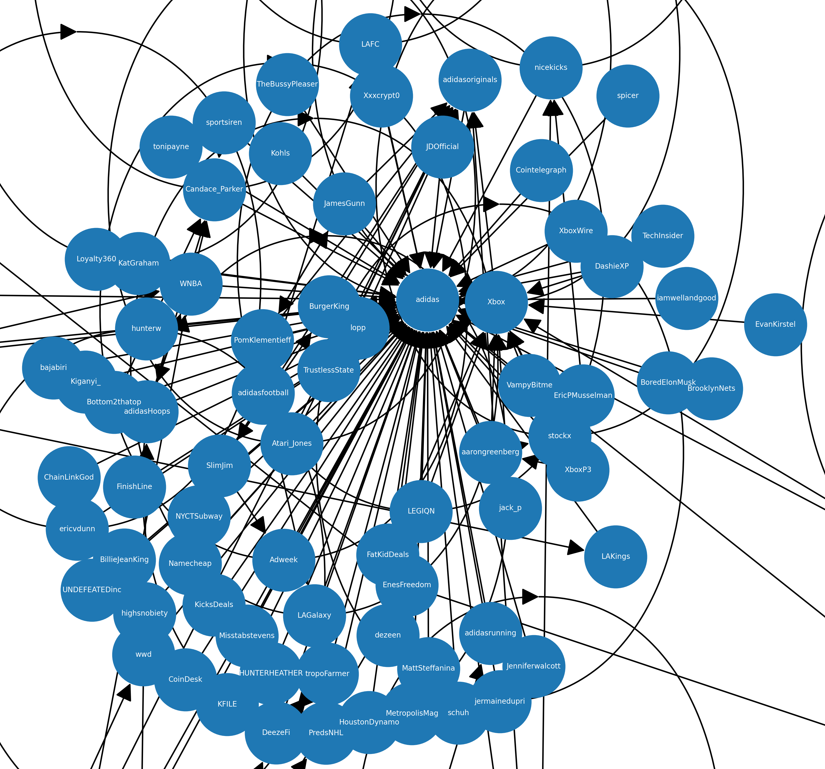 LAFC
nicekicks
adidasoriginals
TheBussyPleaser
Xxxcrypt0
spicer
sportsiren
tonipayne
JDOfficial
Kohls
Cointelegraph
Candace_Parker
JamesGunn
XboxWire
TechInsider
Loyalty360
KatGraham
DashieXP
WNBA
iamwellandgood
adidas
Xbox
BurgerKing
EvanKirstel
hunterw
lopp
PomKlementieff
bajabiri
TrustlessState
Kiganyi_
BoredElonMusk
VampyBitme
BrooklynNets
adidasfootball
EricPMusselman
Bottom2thatop
adidasHoops
stockx
Atari_Jones
aarongreenberg
SlimJim
XboxP3
ChainLinkGod
FinishLine
jack_p
LEGIQN
NYCTSubway
ericvdunn
FatKidDeals
LAKings
BillieJeanKing
Namecheap
Adweek
EnesFreedom
UNDEFEATEDinc
KicksDeals
highsnobiety
LAGalaxy
adidasrunning
Misstabstevens
dezeen
wwd
Jenniferwalcott
MattSteffanina
HUNTERHEATHER
tropoFarmer
CoinDesk
jermainedupri
KFILE
schuh
MetropolisMag
HoustonDynamo
DeezeFi
PredsNHL